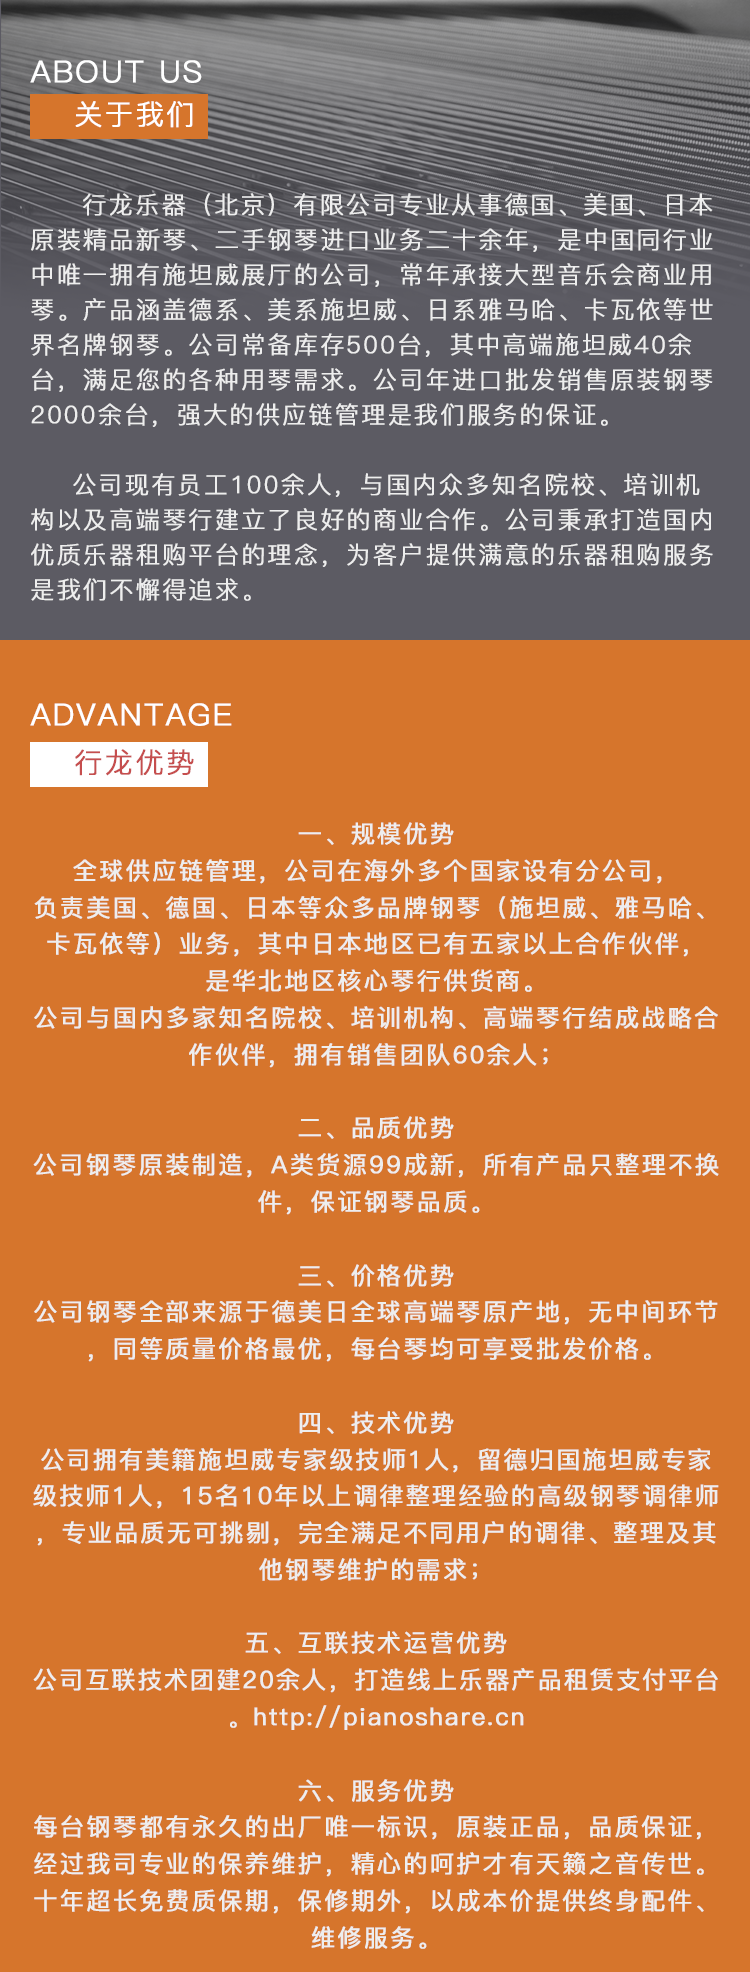 ABOUT US
关于我们
行龙乐器（北京）有限公司专业从事德国、美国、日本
原装精品新琴、二手钢琴进口业务二十余年，是中国同行业
中唯一拥有施坦威展厅的公司，常年承接大型音乐会商业用
琴。产品涵盖德系、美系施坦威、日系雅马哈、卡瓦依等世
界名牌钢琴。公司常备库存500台，其中高端施坦威40余
台，满足您的各种用琴需求。公司年进口批发销售原装钢琴
2000余台，强大的供应链管理是我们服务的保证。
公司现有员工100余人，与国内众多知名院校、培训机
构以及高端琴行建立了良好的商业合作。公司秉承打造国内
优质乐器租购平台的理念，为客户提供满意的乐器租购服务
是我们不懈得追求。
ADVANTAGE
行龙优势
一、规模优势
全球供应链管理，公司在海外多个国家设有分公司，
负责美国、德国、日本等众多品牌钢琴（施坦威、雅马哈、
卡瓦依等）业务，其中日本地区已有五家以上合作伙伴，
是华北地区核心琴行供货商。
公司与国内多家知名院校、培训机构、高端琴行结成战略合
作伙伴，拥有销售团队60余人；
二、品质优势
公司钢琴原装制造，A类货源99成新，所有产品只整理不换
件，保证钢琴品质。
三、价格优势
公司钢琴全部来源于德美日全球高端琴原产地，无中间环节
，同等质量价格最优，每台琴均可享受批发价格。
四、技术优势
公司拥有美籍施坦威专家级技师1人，留德归国施坦威专家
级技师1人，15名10年以上调律整理经验的高级钢琴调律师
，专业品质无可挑剔，完全满足不同用户的调律、整理及其
他钢琴维护的需求；
五、互联技术运营优势
公司互联技术团建20余人，打造线上乐器产品租赁支付平台
。http://pianoshare.cn
六、服务优势
每台钢琴都有永久的出厂唯一标识，原装正品，品质保证，
经过我司专业的保养维护，精心的呵护才有天籁之音传世。
十年超长免费质保期，保修期外，以成本价提供终身配件、
维修服务。